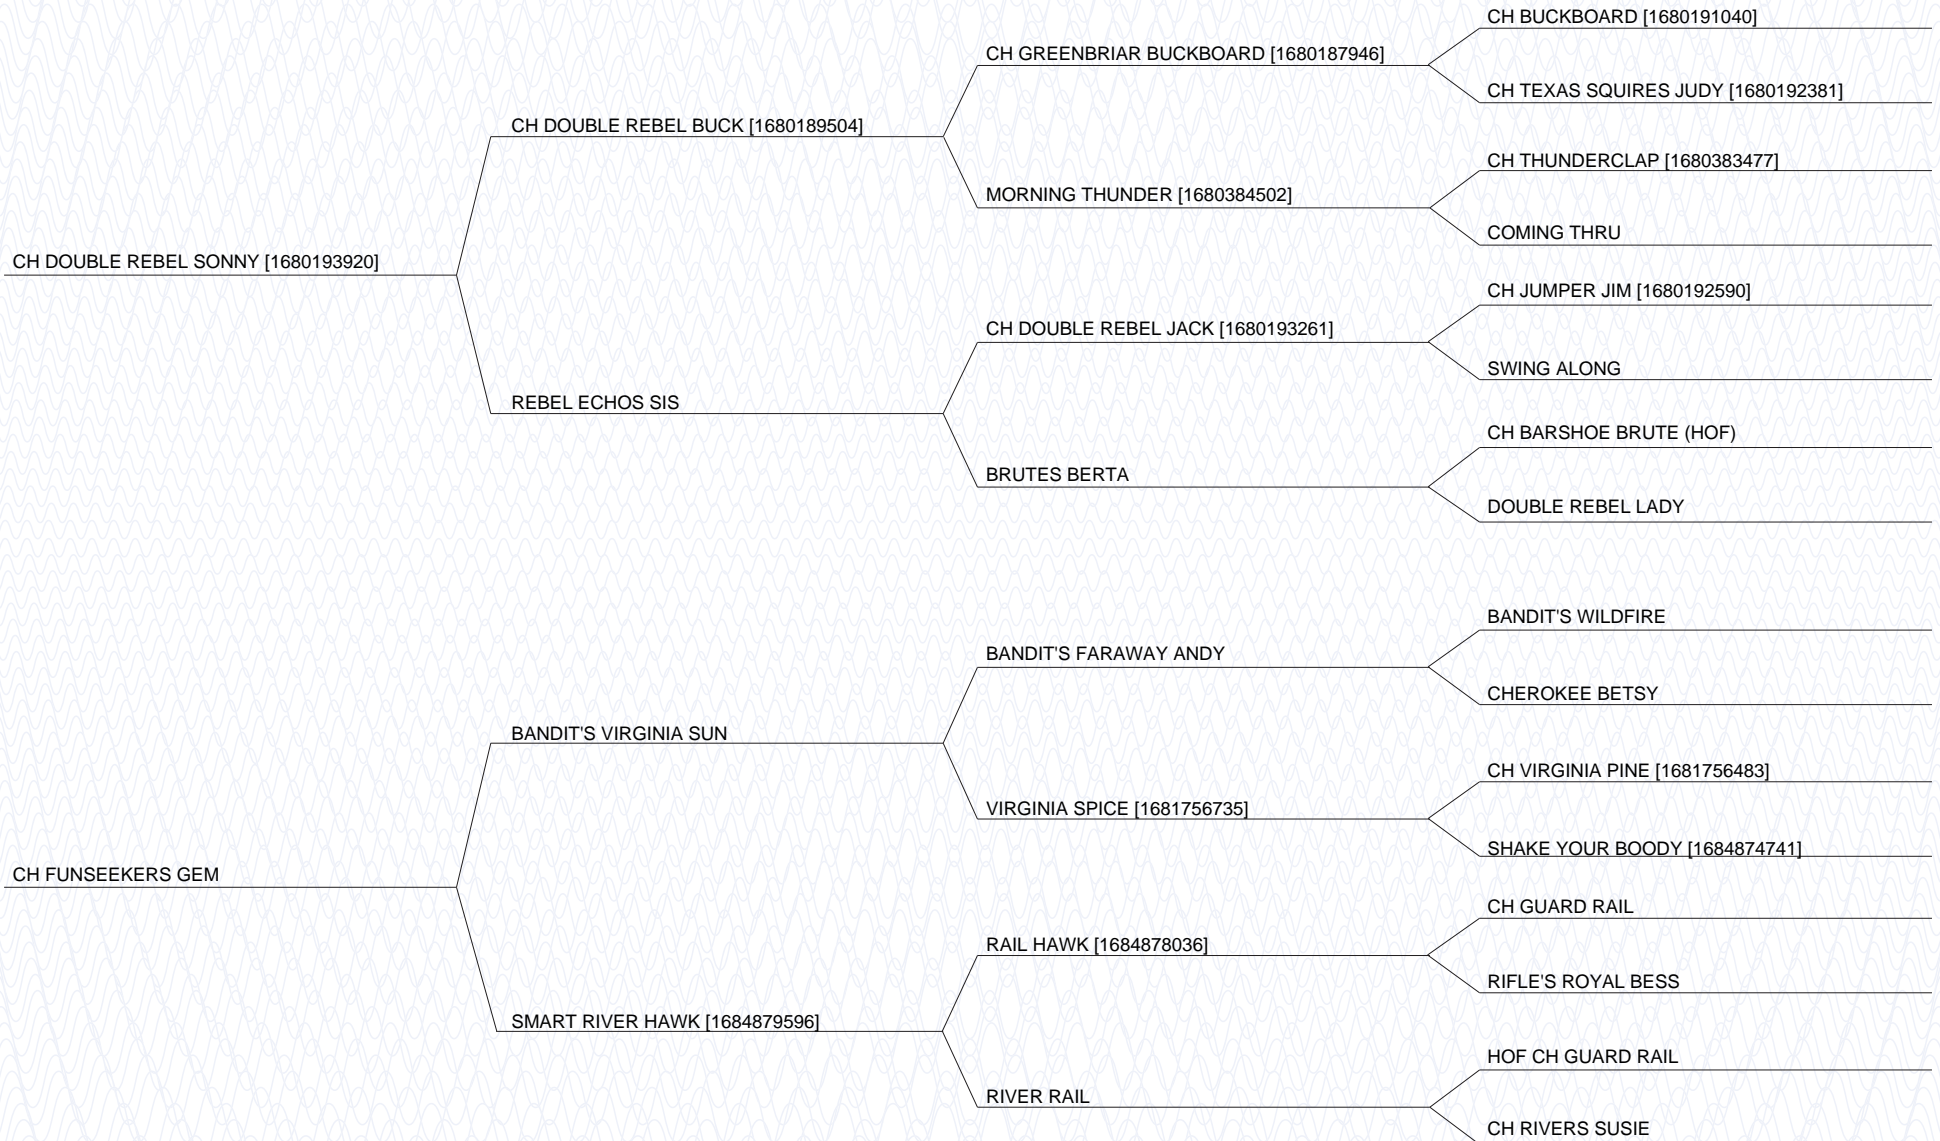 CH BUCKBOARD [1680191040]
CH GREENBRIAR BUCKBOARD [1680187946]
CH TEXAS SQUIRES JUDY [1680192381]
CH DOUBLE REBEL BUCK [1680189504]
CH THUNDERCLAP [1680383477]
MORNING THUNDER [1680384502]
COMING THRU
CH DOUBLE REBEL SONNY [1680193920]
CH JUMPER JIM [1680192590]
CH DOUBLE REBEL JACK [1680193261]
SWING ALONG
REBEL ECHOS SIS
CH BARSHOE BRUTE (HOF)
BRUTES BERTA
DOUBLE REBEL LADY
BANDIT'S WILDFIRE
BANDIT'S FARAWAY ANDY
CHEROKEE BETSY
BANDIT'S VIRGINIA SUN
CH VIRGINIA PINE [1681756483]
VIRGINIA SPICE [1681756735]
SHAKE YOUR BOODY [1684874741]
CH FUNSEEKERS GEM
CH GUARD RAIL
RAIL HAWK [1684878036]
RIFLE'S ROYAL BESS
SMART RIVER HAWK [1684879596]
HOF CH GUARD RAIL
RIVER RAIL
CH RIVERS SUSIE